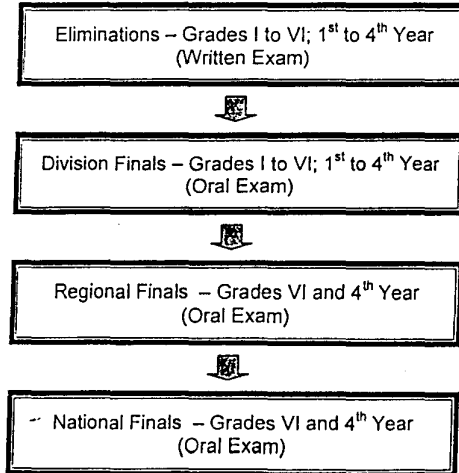 Eliminations – Grades I to VI; 1st to 4th Year
(Written Exam)
Division Finals – Grades I to VI; 1st to 4th Year
(Oral Exam)
Regional Finals – Grades VI and 4th Year
(Oral Exam)
National Finals – Grades VI and 4th Year
(Oral Exam)